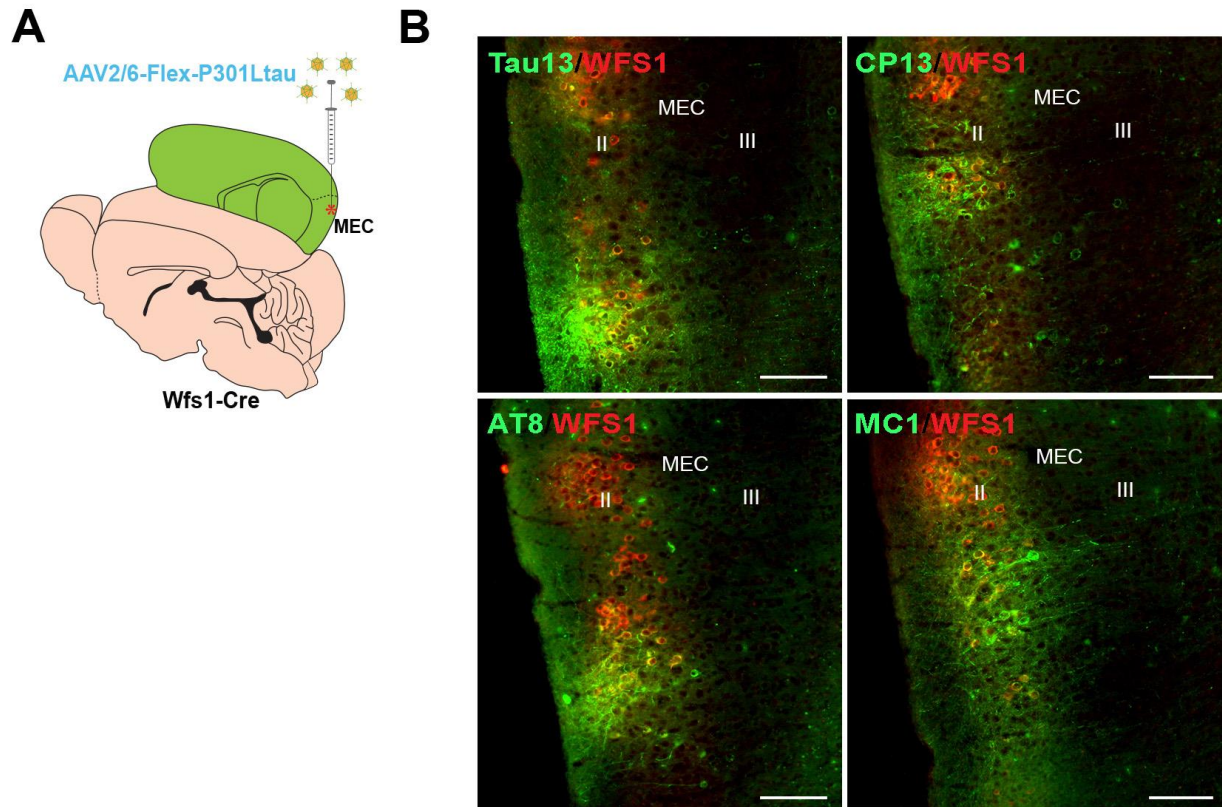 A
AAV2/6-Flex-P301Ltau
*
MEC
Wfs1-Cre
B
Tau13/WFS1
MEC
II
III
CP13/WFS1
MEC
II
III
AT8/WFS1
MEC
II
III
MC1/WFS1
MEC
II
III